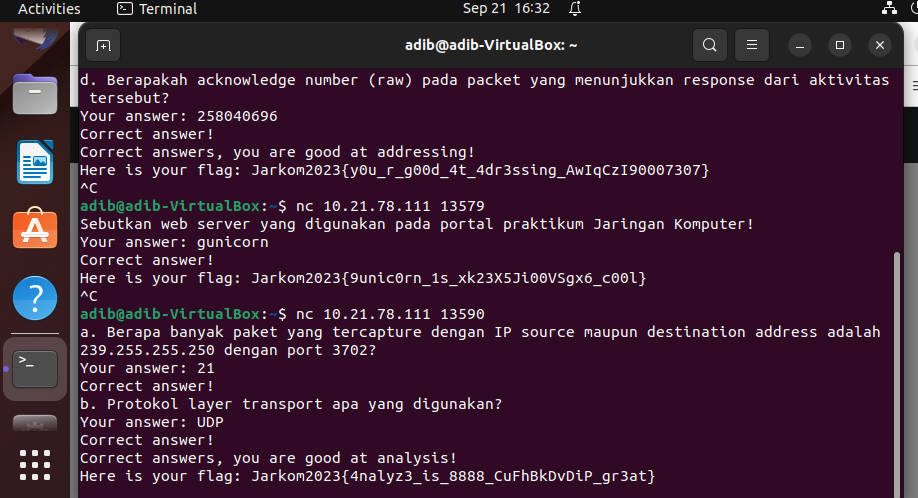 Activities Terminal Sep 21 16:32
adib@adib-VirtualBox: ~
d. Berapakah acknowledge number (raw) pada packet yang menunjukkan response dari aktivitas
tersebut?
Your answer: 258040696
Correct answer!
Correct answers, you are good at addressing!
Here is your flag: Jarkom2023{y0u_r_g00d_4t_4dr3ssing_AwIqCzI90007307}
^C
adib@adib-VirtualBox:~$ nc 10.21.78.111 13579
Sebutkan web server yang digunakan pada portal praktikum Jaringan Komputer!
Your answer: gunicorn
Correct answer!
Here is your flag: Jarkom2023{9unic0rn_1s_xk23X5Ji00VSgx6_c00l}
^C
adib@adib-VirtualBox:~$ nc 10.21.78.111 13590
a. Berapa banyak paket yang tercapture dengan IP source maupun destination address adalah
239.255.255.250 dengan port 3702?
Your answer: 21
Correct answer!
b. Protokol layer transport apa yang digunakan?
Your answer: UDP
Correct answer!
Correct answers, you are good at analysis!
Here is your flag: Jarkom2023{4nalyz3_is_8888_CuFhBkDvDiP_gr3at}